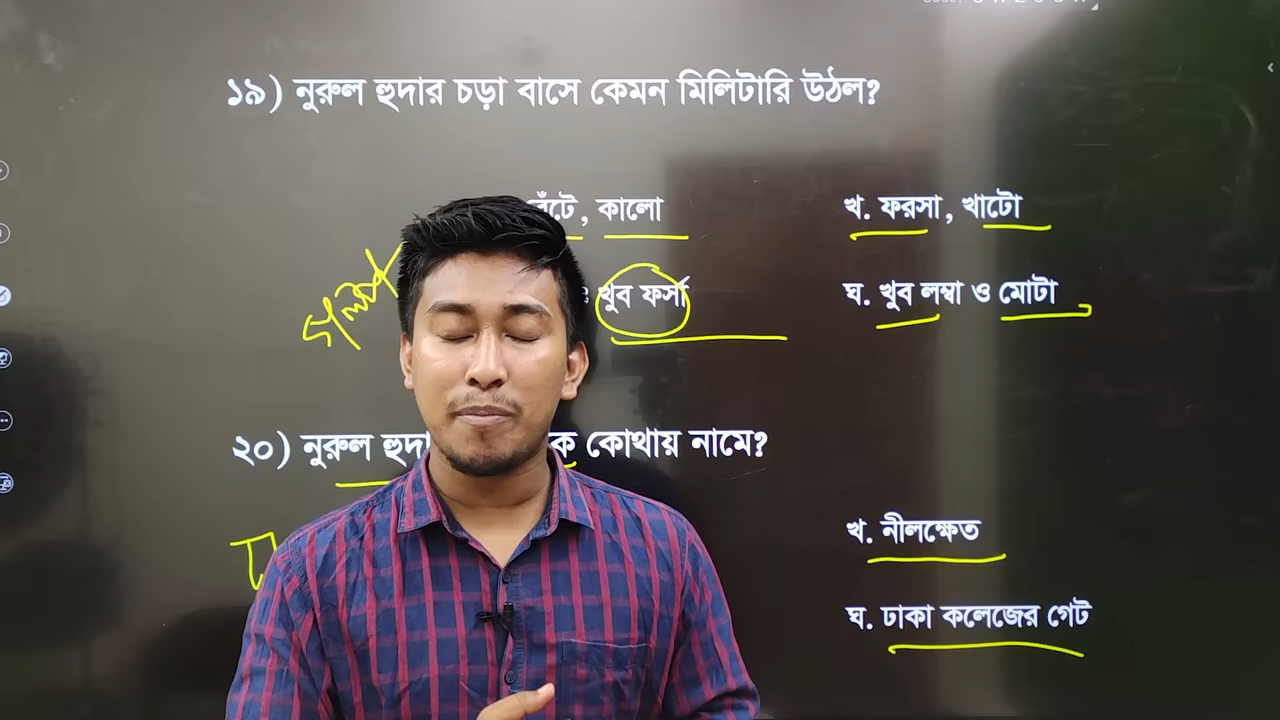 ১৯) নুরুল হুদার চড়া বাসে কেমন মিলিটারি উঠল?
কালো
খ. ফরসা, খাটো
খুব ফর্সা
ঘ. খুব লম্বা ও মোটা
২০) নুরুল কোথায় নামে?
খ. নীলক্ষেত
ঘ. ঢাকা কলেজের গেট